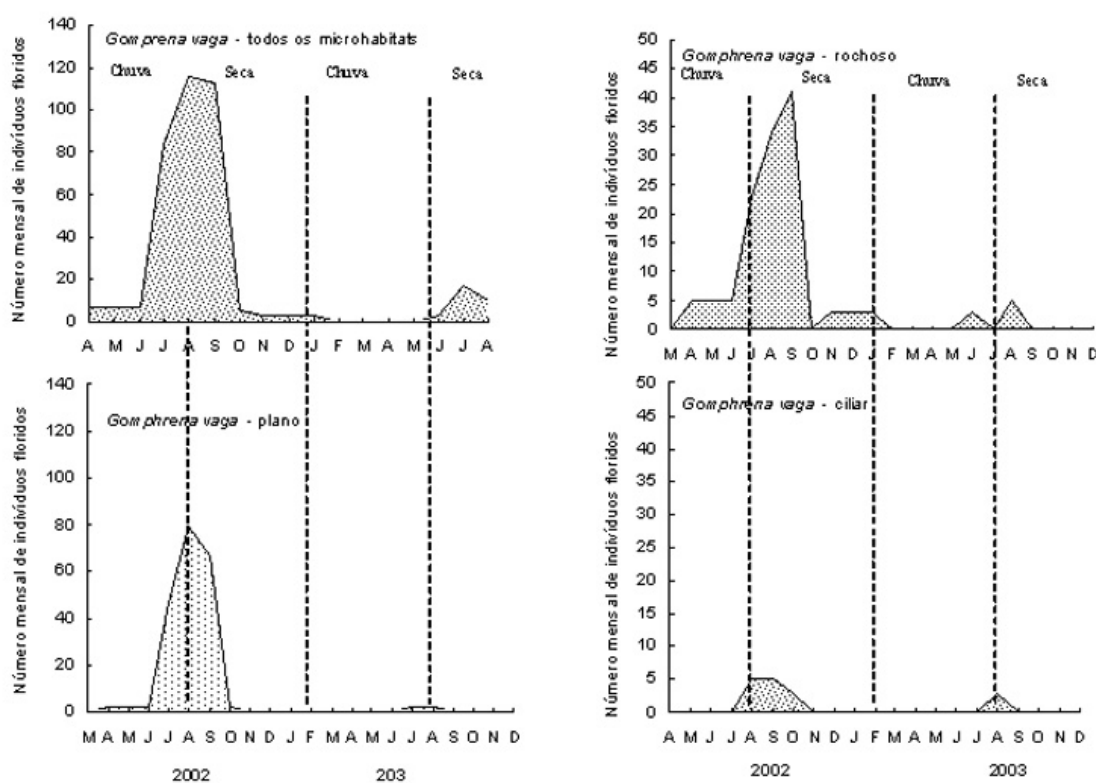 Gomprena vaga - todos os microhabitats
Chuva Seca Chuva Seca
Número mensal de indivíduos floridos
140
120
100
80
60
40
20
0
A M J J A S O N D J F M A M J J A
Gomphrena vaga - rochoso
Chuva Seca Chuva Seca
Número mensal de indivíduos floridos
50
45
40
35
30
25
20
15
10
5
0
M A M J J A S O N D J F M A M J J A S O N D
Gomphrena vaga - plano
Número mensal de indivíduos floridos
140
120
100
80
60
40
20
0
M A M J J A S O N D J F M A M J J A S O N D
2002 203
Gomphrena vaga - ciliar
Número mensal de indivíduos floridos
50
45
40
35
30
25
20
15
10
5
0
A M J J A S O N D J F M A M J J A S O N D
2002 2003